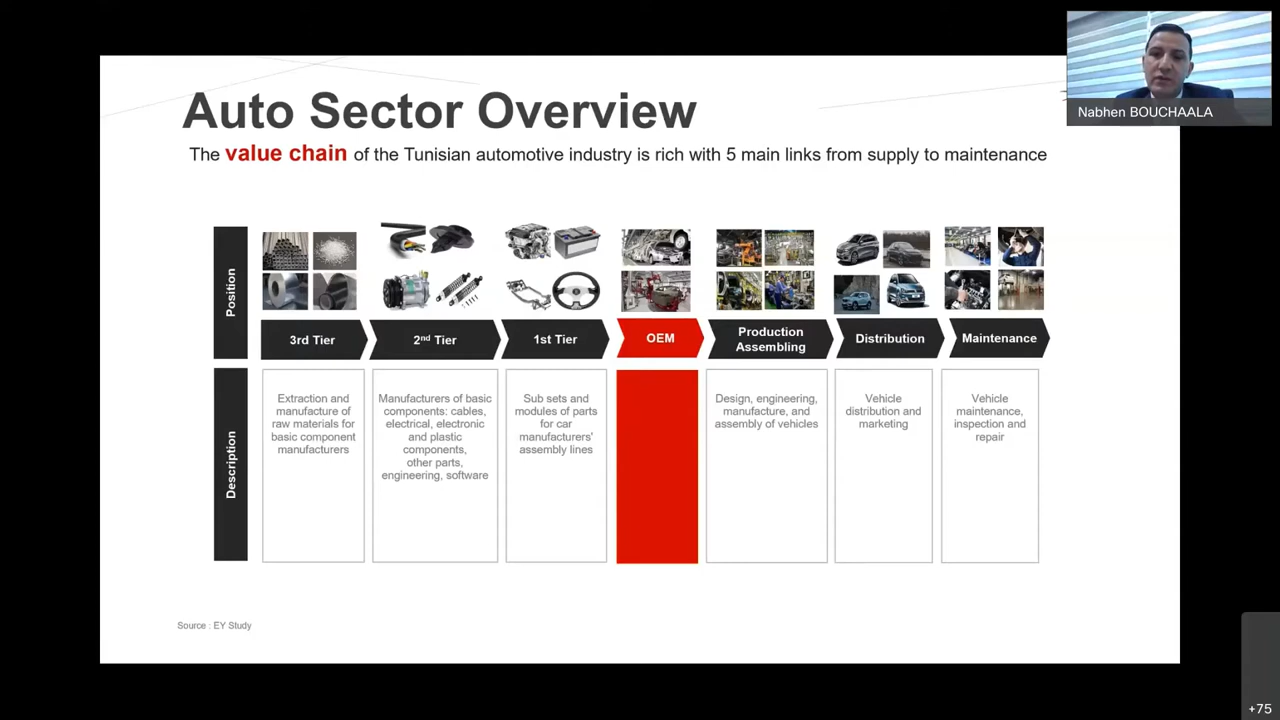 Auto Sector Overview
The value chain of the Tunisian automotive industry is rich with 5 main links from supply to maintenance
Nabhen BOUCHAALA
Position
3rd Tier
2nd Tier
1st Tier
OEM
Production
Assembling
Distribution
Maintenance
Description
Extraction and
manufacture of
raw materials for
basic component
manufacturers
Manufacturers of basic
components: cables,
electrical, electronic
and plastic
components,
other parts,
engineering, software
Sub sets and
modules of parts
for car
manufacturers'
assembly lines
Design, engineering,
manufacture, and
assembly of vehicles
Vehicle
distribution and
marketing
Vehicle
maintenance,
inspection and
repair
Source : EY Study
+75